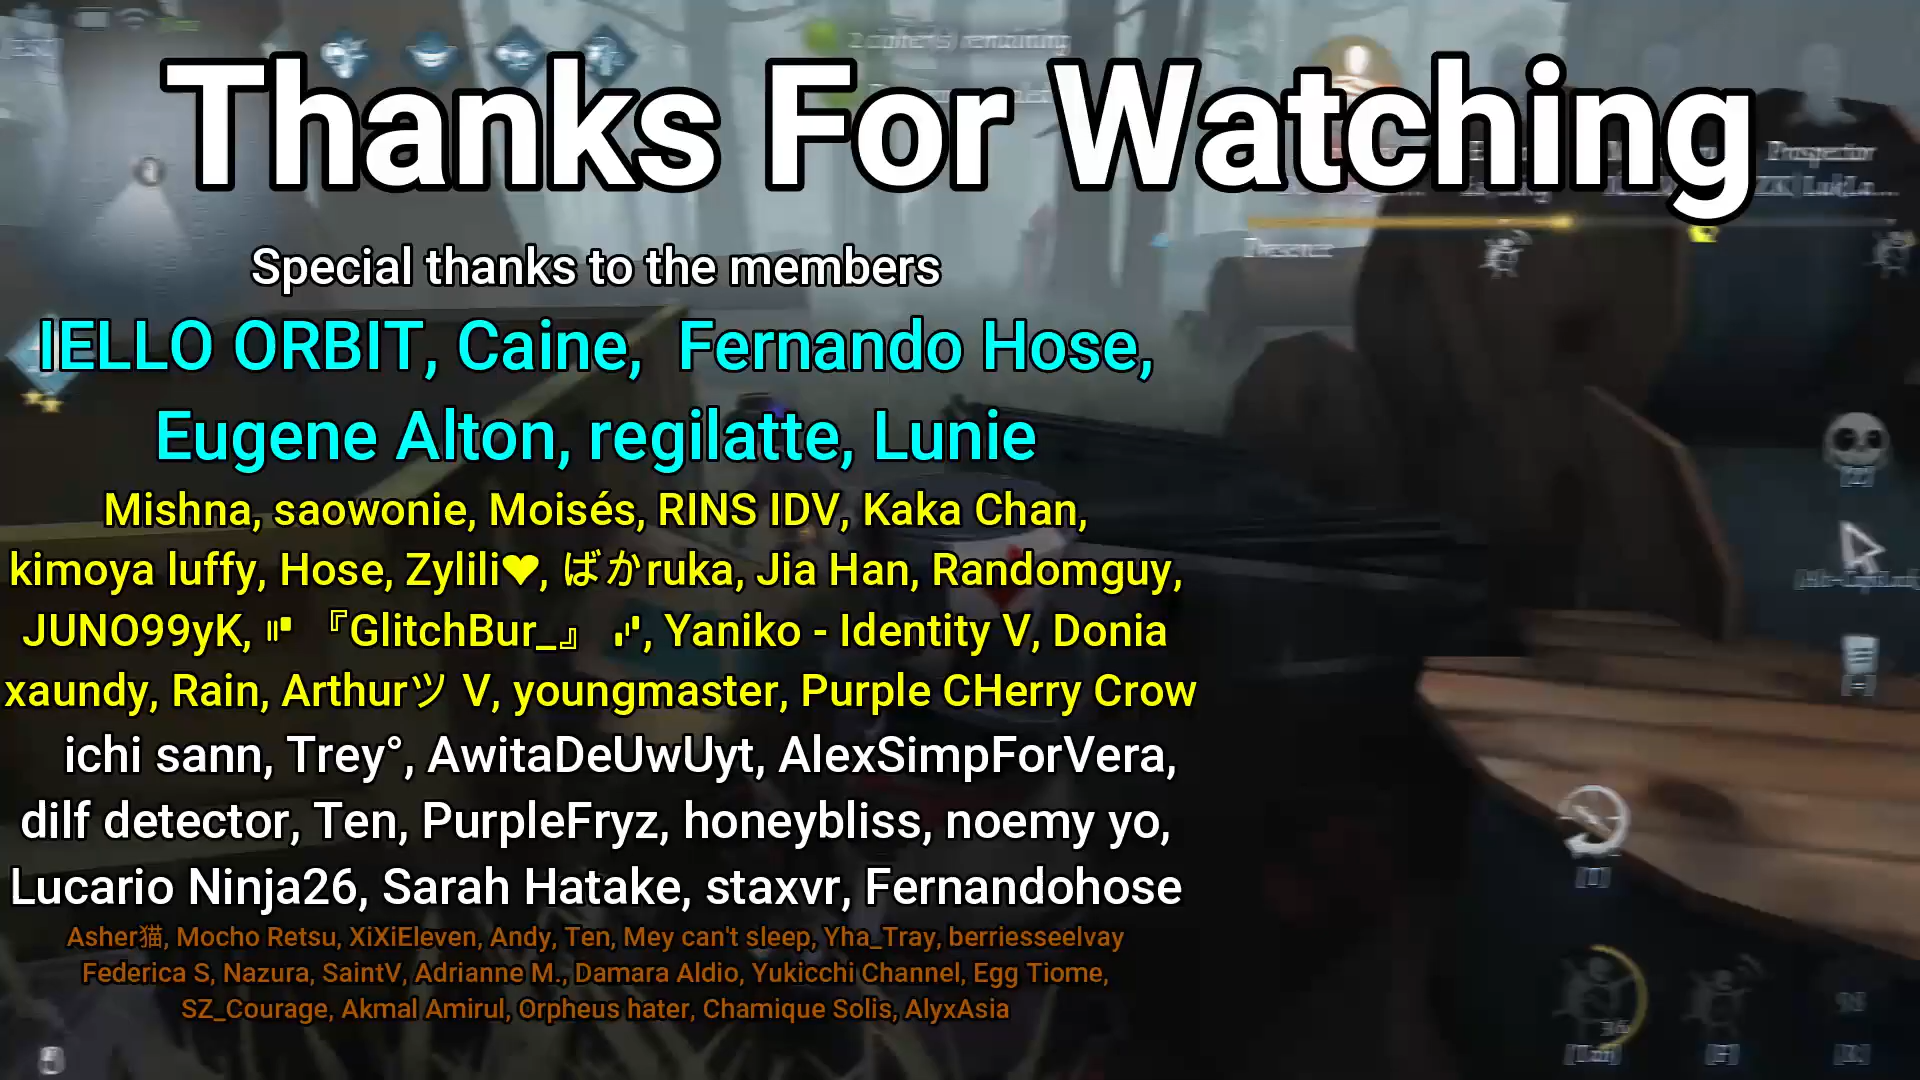 2 cipher(s) remaining
Thanks For Watching
Prospector
Special thanks to the members
IELLO ORBIT, Caine, Fernando Hose,
Eugene Alton, regilatte, Lunie
Mishna, saowonie, Moisés, RINS IDV, Kaka Chan,
kimoya luffy, Hose, Zylili♥, ばかruka, Jia Han, Randomguy,
JUNO99yK, 『GlitchBur_』 , Yaniko - Identity V, Donia
xaundy, Rain, Arthurツ V, youngmaster, Purple CHerry Crow
ichi sann, Trey°, AwitaDeUwUyt, AlexSimpForVera,
dilf detector, Ten, PurpleFryz, honeybliss, noemy yo,
Lucario Ninja26, Sarah Hatake, staxvr, Fernandohose
Asher猫, Mocho Retsu, XiXiEleven, Andy, Ten, Mey can't sleep, Yha_Tray, berriesseelvay
Federica S, Nazura, SaintV, Adrianne M., Damara Aldio, Yukicchi Channel, Egg Tiome,
SZ_Courage, Akmal Amirul, Orpheus hater, Chamique Solis, AlyxAsia